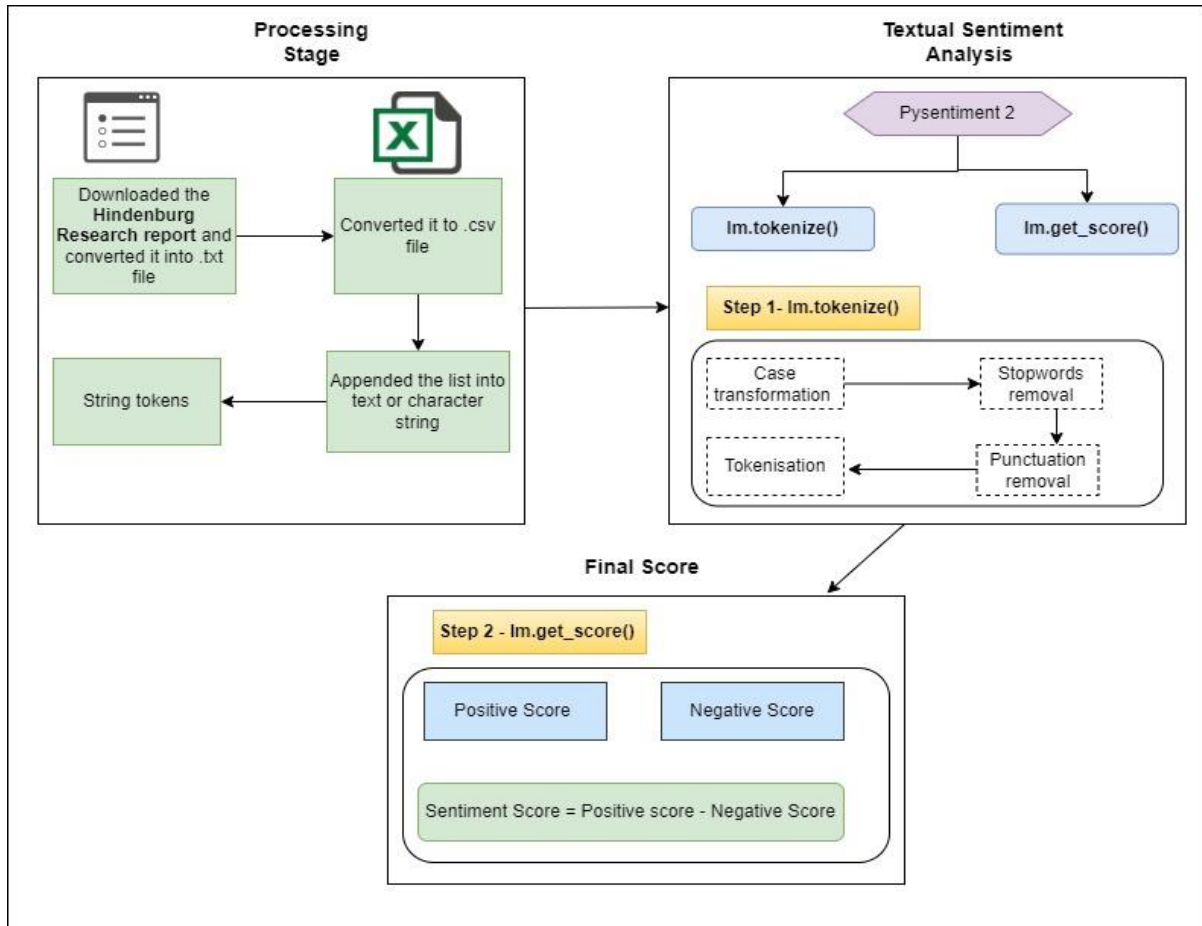 Processing
Stage
Downloaded the
Hindenburg
Research report and
converted it into .txt
file
Converted it to .csv
file
Appended the list into
text or character
string
String tokens
Textual Sentiment
Analysis
Pysentiment 2
lm.tokenize()
lm.get_score()
Step 1- lm.tokenize()
Case
transformation
Stopwords
removal
Punctuation
removal
Tokenisation
Final Score
Step 2 - lm.get_score()
Positive Score
Negative Score
Sentiment Score = Positive score - Negative Score